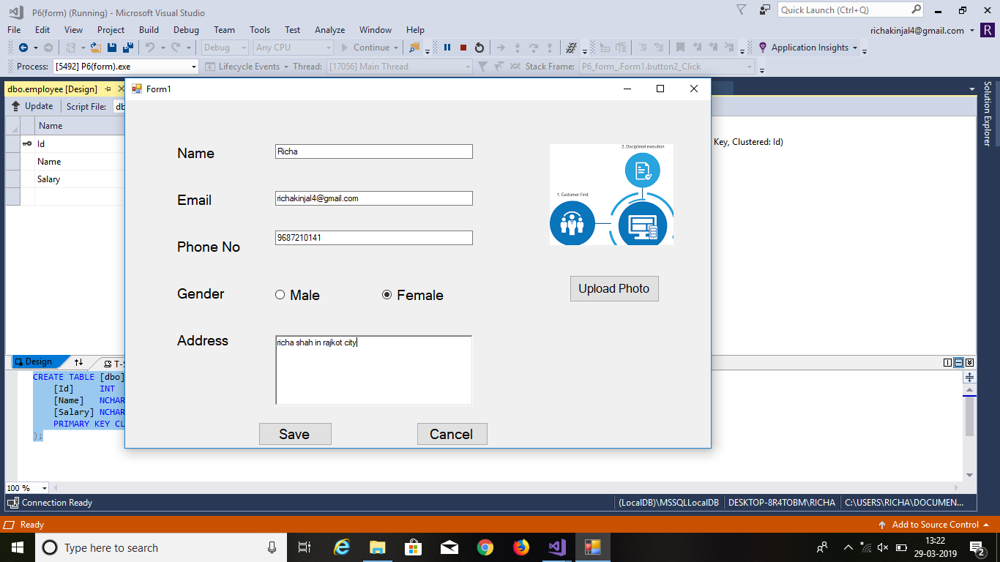 P6(form) (Running) - Microsoft Visual Studio
Quick Launch (Ctrl+Q)
File Edit View Project Build Debug Team Tools Test Analyze Window Help
richakinjal4@gmail.com R
Debug Any CPU Continue Application Insights
Process: [5492] P6(form).exe Lifecycle Events Thread: [17056] Main Thread Stack Frame: P6_form_.Form1.button2_Click
dbo.employee [Design]
Form1
Solution Explorer
Update Script File:
Name
Id
Name
Salary
Key, Clustered: Id)
Name Richa
Email richakinjal4@gmail.com
Phone No 9687210141
Gender Male Female
Address richa shah in rajkot city
Save Cancel
2. Disciplined execution
1. Customer First
Upload Photo
Design
CREATE TABLE [dbo]
[Id] INT
[Name] NCHAR
[Salary] NCHAR
PRIMARY KEY CL
);
100 %
Connection Ready (LocalDB)\MSSQLLocalDB DESKTOP-8R4TOBM\RICHA C:\USERS\RICHA\DOCUMEN...
Ready Add to Source Control
Type here to search
13:22
29-03-2019
2